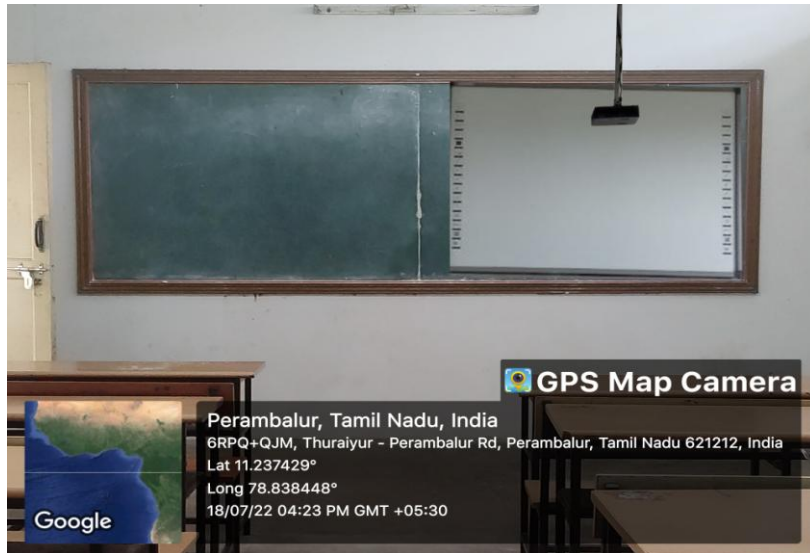 GPS Map Camera
Perambalur, Tamil Nadu, India
6RPQ+QJM, Thuraiyur - Perambalur Rd, Perambalur, Tamil Nadu 621212, India
Lat 11.237429°
Long 78.838448°
18/07/22 04:23 PM GMT +05:30
Google